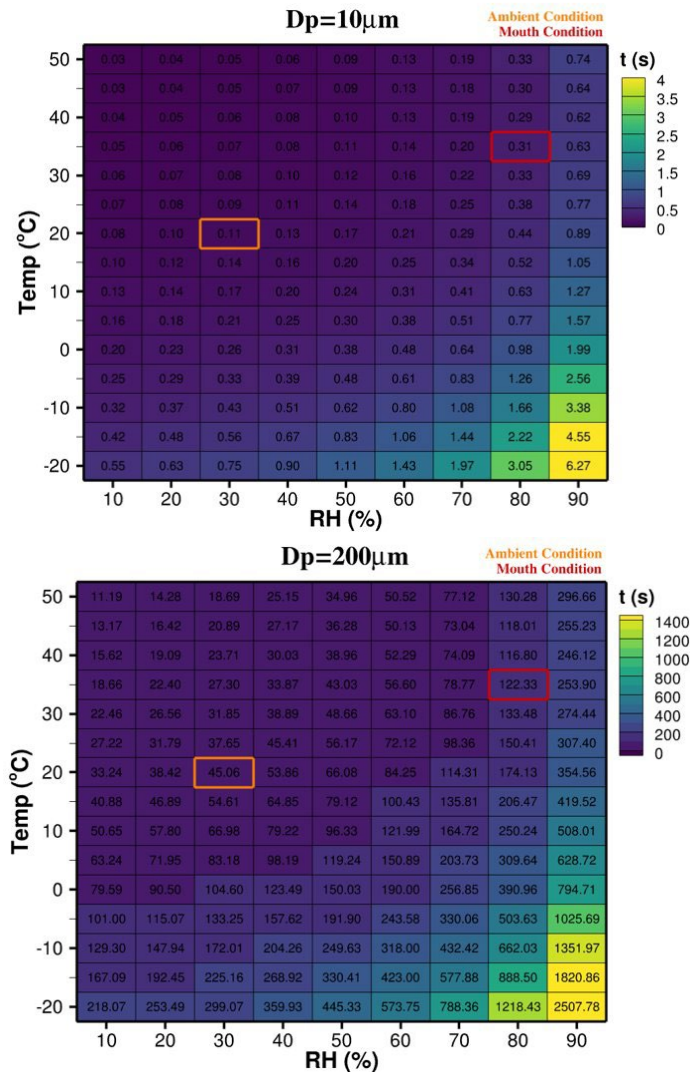 Dp=10μm
Ambient Condition
Mouth Condition
t (s)
50 0.03 0.04 0.05 0.06 0.09 0.13 0.19 0.33 0.74
0.03 0.04 0.05 0.07 0.09 0.13 0.18 0.30 0.64
40 0.04 0.05 0.06 0.08 0.10 0.13 0.19 0.29 0.62
0.05 0.06 0.07 0.08 0.11 0.14 0.20 0.31 0.63
30 0.06 0.07 0.08 0.10 0.12 0.16 0.22 0.33 0.69
0.07 0.08 0.09 0.11 0.14 0.18 0.25 0.38 0.77
20 0.08 0.10 0.11 0.13 0.17 0.21 0.29 0.44 0.89
0.10 0.12 0.14 0.16 0.20 0.25 0.34 0.52 1.05
10 0.13 0.14 0.17 0.20 0.24 0.31 0.41 0.63 1.27
0.16 0.18 0.21 0.25 0.30 0.38 0.51 0.77 1.57
0 0.20 0.23 0.26 0.31 0.38 0.48 0.64 0.98 1.99
0.25 0.29 0.33 0.39 0.48 0.61 0.83 1.26 2.56
-10 0.32 0.37 0.43 0.51 0.62 0.80 1.08 1.66 3.38
0.42 0.48 0.56 0.67 0.83 1.06 1.44 2.22 4.55
-20 0.55 0.63 0.75 0.90 1.11 1.43 1.97 3.05 6.27
10 20 30 40 50 60 70 80 90
RH (%)
Temp (°C)
4
3.5
3
2.5
2
1.5
1
0.5
0
Dp=200μm
Ambient Condition
Mouth Condition
t (s)
50 11.19 14.28 18.69 25.15 34.96 50.52 77.12 130.28 296.66
13.17 16.42 20.89 27.17 36.28 50.13 73.04 118.01 255.23
40 15.62 19.09 23.71 30.03 38.96 52.29 74.09 116.80 246.12
18.66 22.40 27.30 33.87 43.03 56.60 78.77 122.33 253.90
30 22.46 26.56 31.85 38.89 48.66 63.10 86.76 133.48 274.44
27.22 31.79 37.65 45.41 56.17 72.12 98.36 150.41 307.40
20 33.24 38.42 45.06 53.86 66.08 84.25 114.31 174.13 354.56
40.88 46.89 54.61 64.85 79.12 100.43 135.81 206.47 419.52
10 50.65 57.80 66.98 79.22 96.33 121.99 164.72 250.24 508.01
63.24 71.95 83.18 98.19 119.24 150.89 203.73 309.64 628.72
0 79.59 90.50 104.60 123.49 150.03 190.00 256.85 390.96 794.71
101.00 115.07 133.25 157.62 191.90 243.58 330.06 503.63 1025.69
-10 129.30 147.94 172.01 204.26 249.63 318.00 432.42 662.03 1351.97
167.09 192.45 225.16 268.92 330.41 423.00 577.88 888.50 1820.86
-20 218.07 253.49 299.07 359.93 445.33 573.75 788.36 1218.43 2507.78
10 20 30 40 50 60 70 80 90
RH (%)
Temp (°C)
1400
1200
1000
800
600
400
200
0